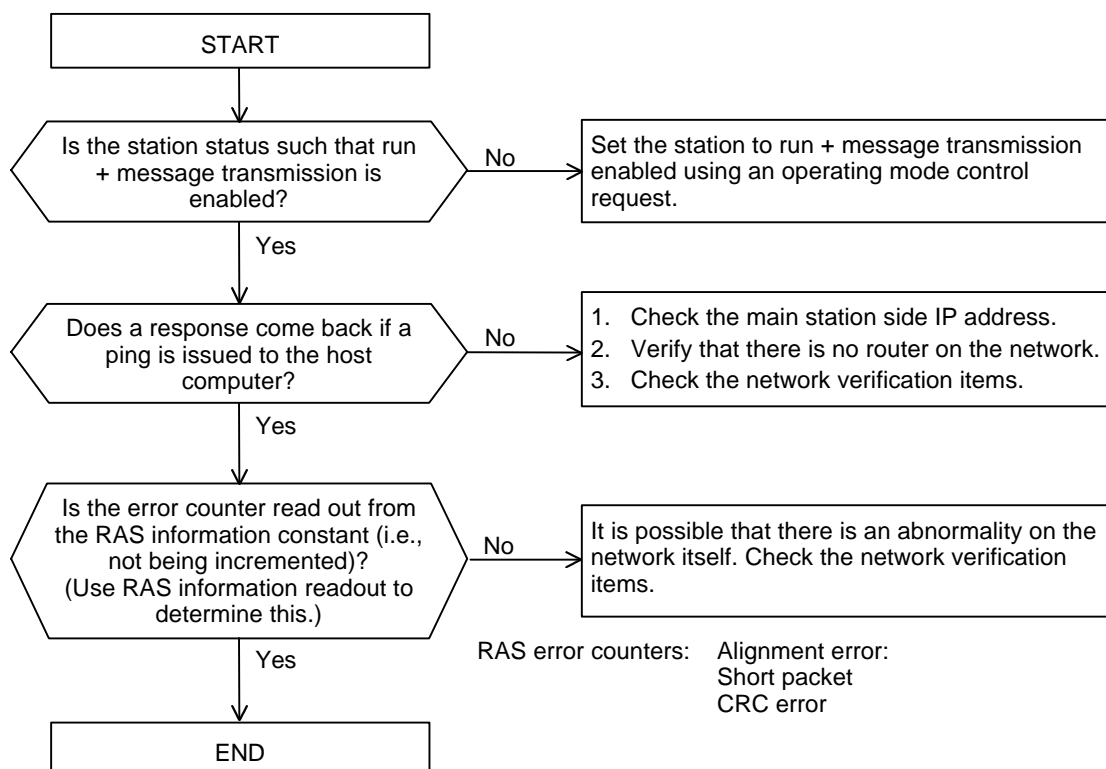 START
Is the station status such that run
+ message transmission is
enabled?
No
Set the station to run + message transmission
enabled using an operating mode control
request.
Yes
Does a response come back if a
ping is issued to the host
computer?
No
1. Check the main station side IP address.
2. Verify that there is no router on the network.
3. Check the network verification items.
Yes
Is the error counter read out from
the RAS information constant (i.e.,
not being incremented)?
(Use RAS information readout to
determine this.)
No
It is possible that there is an abnormality on the
network itself. Check the network verification
items.
Yes
RAS error counters: Alignment error:
Short packet
CRC error
END